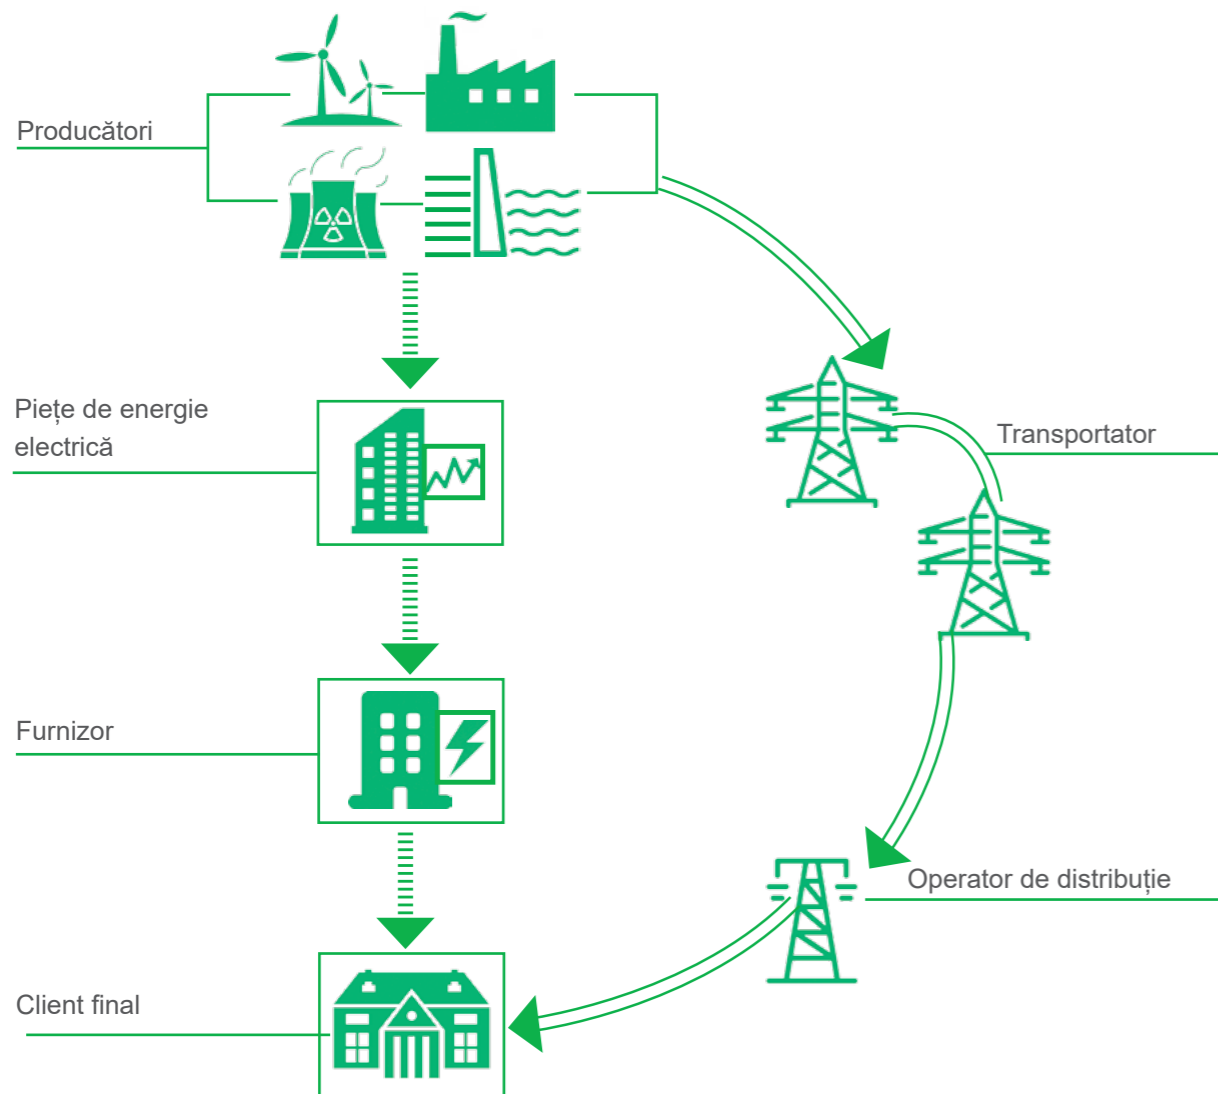 Producători
Piețe de energie
electrică
Transportator
Furnizor
Operator de distribuție
Client final